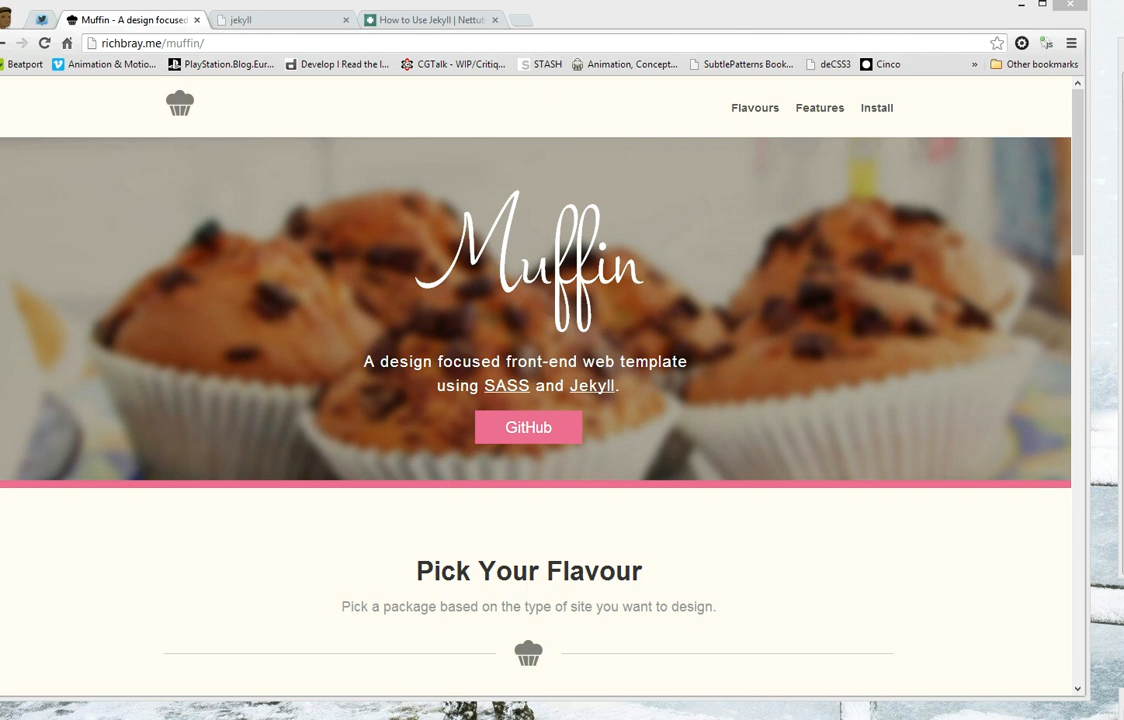 Muffin - A design focused
jekyll
How to Use Jekyll | Nettuts
richbray.me/muffin/
Beatport
Animation & Motio...
PlayStation.Blog.Eur...
Develop I Read the I...
CGTalk - WIP/Critiq...
STASH
Animation, Concept...
SubtlePatterns Book...
deCSS3
Cinco
»
Other bookmarks
Flavours
Features
Install
Muffin
A design focused front-end web template
using SASS and Jekyll.
GitHub
Pick Your Flavour
Pick a package based on the type of site you want to design.